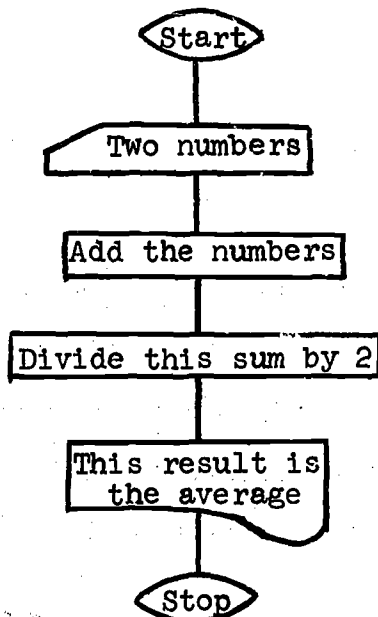 Start
Two numbers
Add the numbers
Divide this sum by 2
This result is
the average
Stop